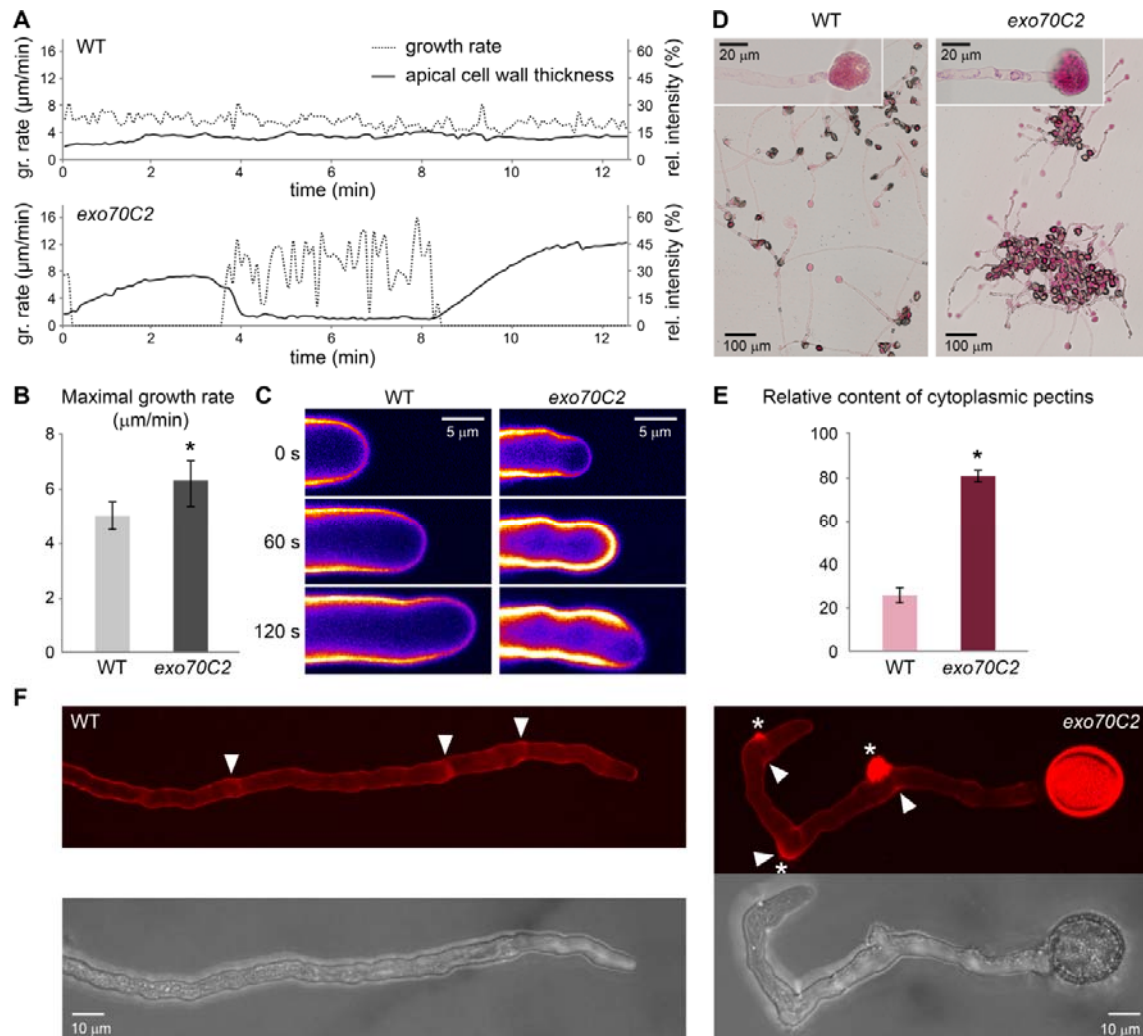 A
WT
growth rate
apical cell wall thickness
gr. rate (µm/min)
16
12
8
4
0
rel. intensity (%)
60
45
30
15
0
0 2 4 6 8 10 12
time (min)
exo70C2
gr. rate (µm/min)
16
12
8
4
0
rel. intensity (%)
60
45
30
15
0
0 2 4 6 8 10 12
time (min)
B
Maximal growth rate
(µm/min)
8
6
4
2
0
*
WT exo70C2
C
WT exo70C2
5 µm 5 µm
0 s
60 s
120 s
D
WT exo70C2
20 µm 20 µm
100 µm 100 µm
E
Relative content of cytoplasmic pectins
100
80
60
40
20
0
*
WT exo70C2
F
WT
10 µm
exo70C2
*
*
*
10 µm